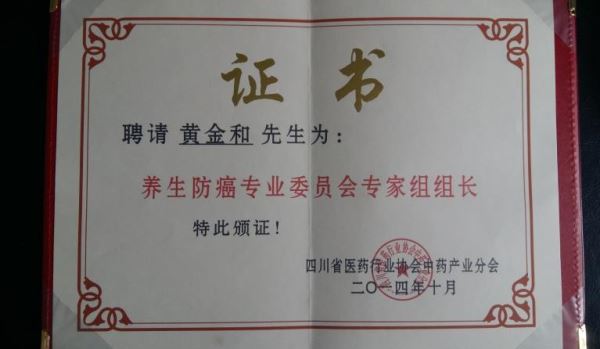 证书
聘请 黄金和 先生为：
养生防癌专业委员会专家组组长
特此颁证！
四川省医药行业协会中药产业分会
二〇一四年十月